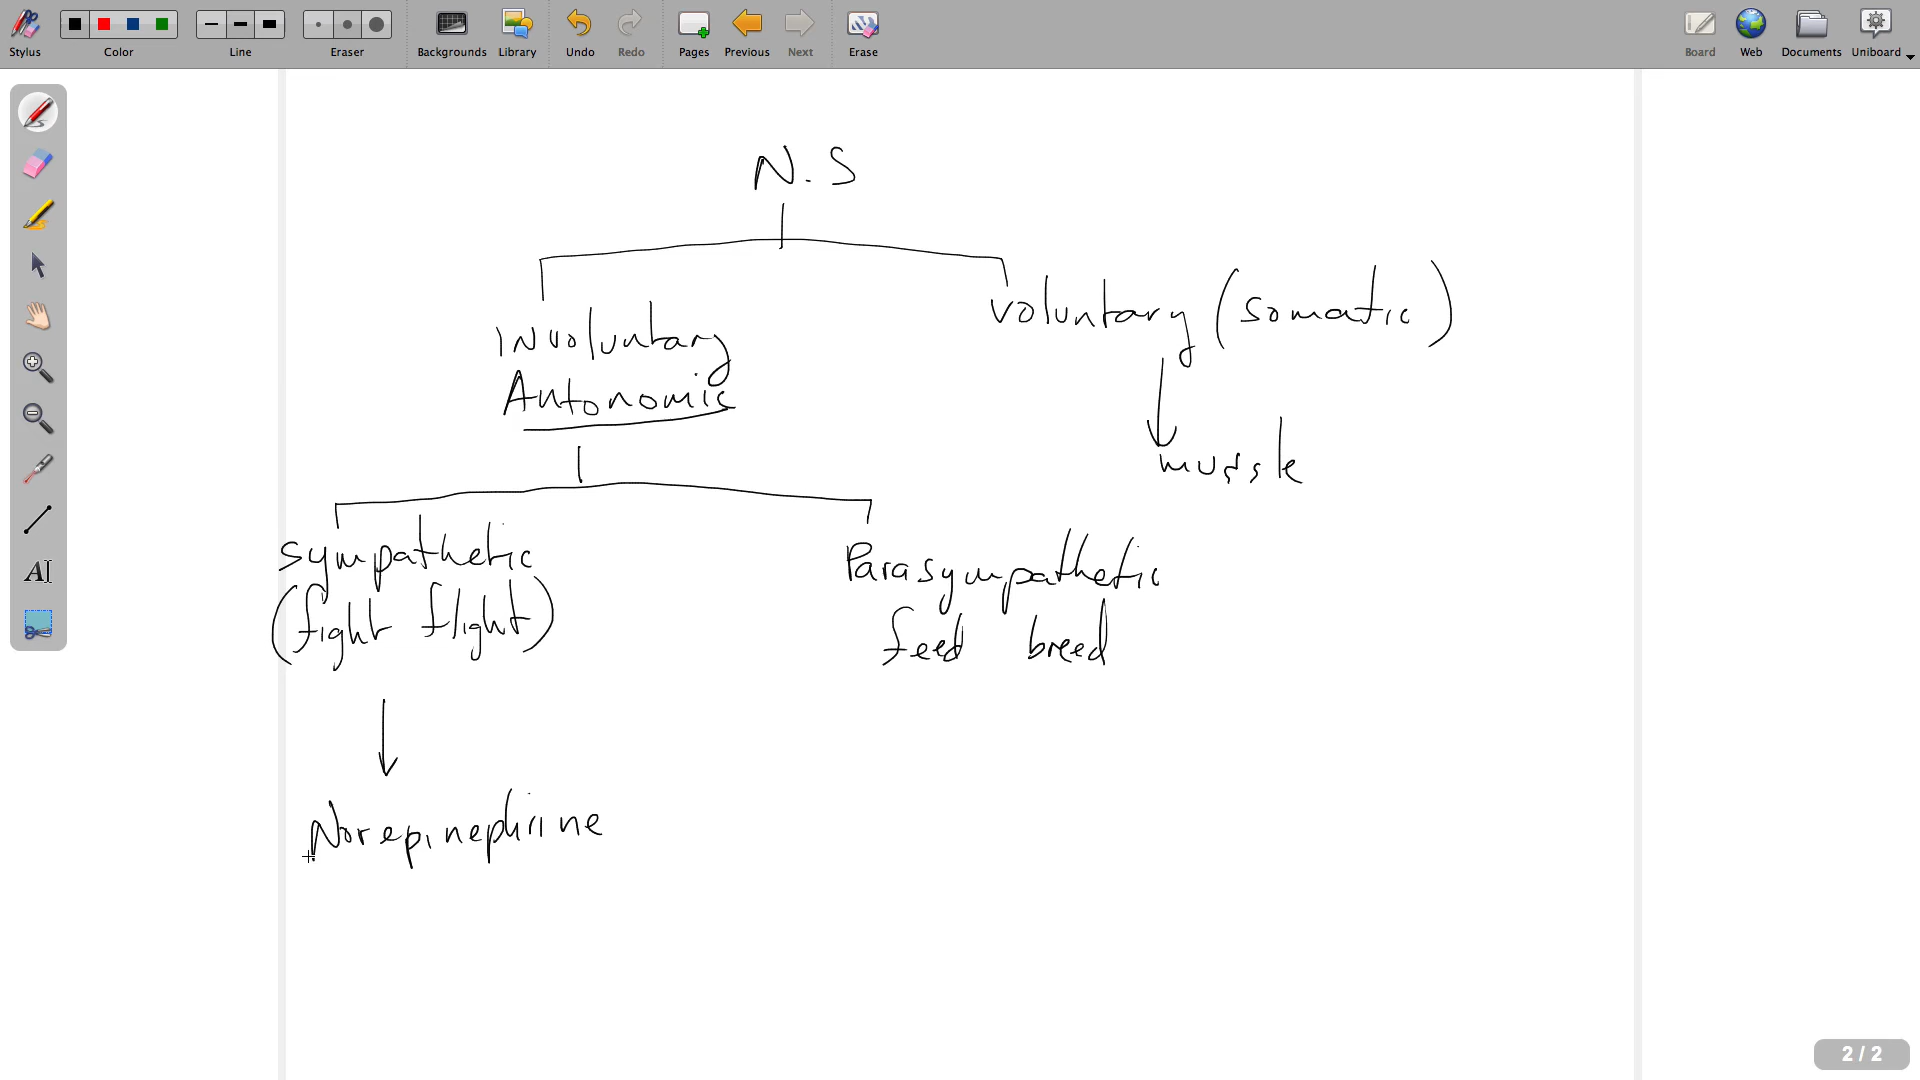 Stylus Color Line Eraser Backgrounds Library Undo Redo Pages Previous Next Erase Board Web Documents Uniboard
N.S
Involuntary
Autonomic
voluntary (somatic)
muscle
sympathetic
(fight flight)
Parasympathetic
feed breed
Norepinephrine
2 / 2